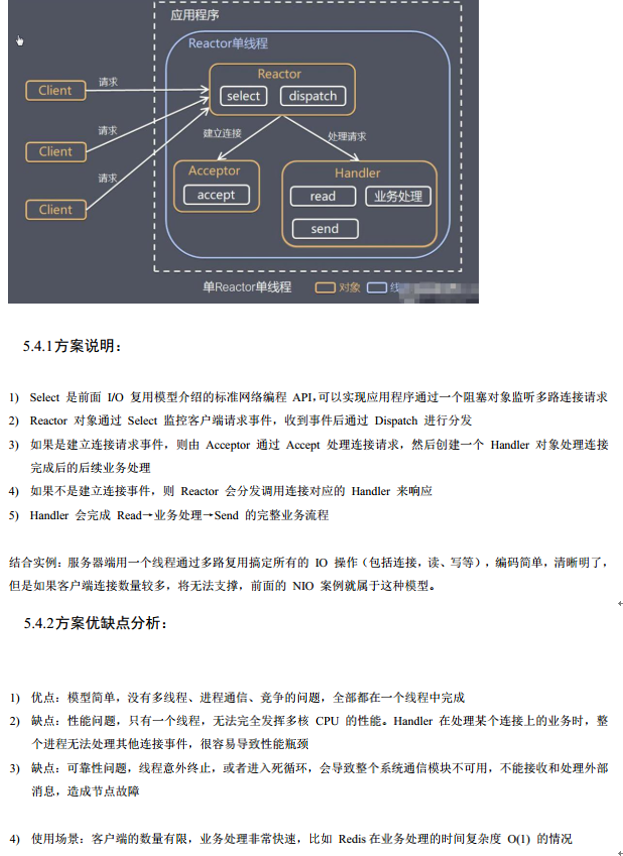 应用程序
Reactor单线程
Reactor
select
dispatch
Client
请求
Client
请求
Client
请求
建立连接
处理请求
Acceptor
accept
Handler
read
业务处理
send
单Reactor单线程
对象
5.4.1方案说明：
1) Select 是前面 I/O 复用模型介绍的标准网络编程 API,可以实现应用程序通过一个阻塞对象监听多路连接请求
2) Reactor 对象通过 Select 监控客户端请求事件，收到事件后通过 Dispatch 进行分发
3) 如果是建立连接请求事件，则由 Acceptor 通过 Accept 处理连接请求，然后创建一个 Handler 对象处理连接
完成后的后续业务处理
4) 如果不是建立连接事件，则 Reactor 会分发调用连接对应的 Handler 来响应
5) Handler 会完成 Read→业务处理→Send 的完整业务流程
结合实例：服务器端用一个线程通过多路复用搞定所有的 IO 操作（包括连接，读、写等），编码简单，清晰明了，
但是如果客户端连接数量较多，将无法支撑，前面的 NIO 案例就属于这种模型。
5.4.2方案优缺点分析：
1) 优点：模型简单，没有多线程、进程通信、竞争的问题，全部都在一个线程中完成
2) 缺点：性能问题，只有一个线程，无法完全发挥多核 CPU 的性能。Handler 在处理某个连接上的业务时，整
个进程无法处理其他连接事件，很容易导致性能瓶颈
3) 缺点：可靠性问题，线程意外终止，或者进入死循环，会导致整个系统通信模块不可用，不能接收和处理外部
消息，造成节点故障
4) 使用场景：客户端的数量有限，业务处理非常快速，比如 Redis在业务处理的时间复杂度 O(1) 的情况